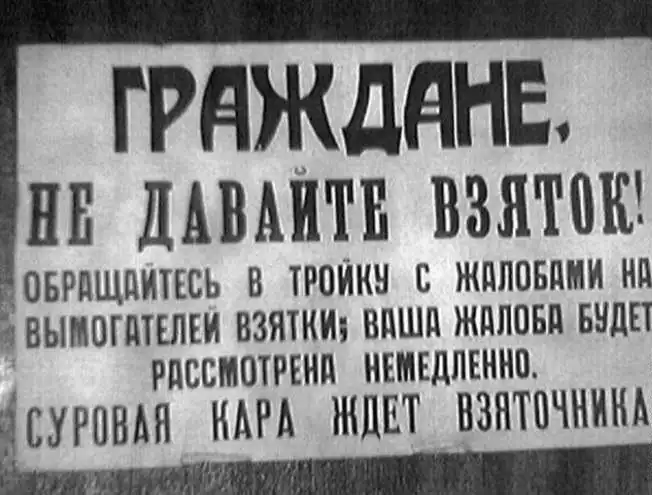 ГРАЖДАНЕ,
НЕ ДАВАЙТЕ ВЗЯТОК!
ОБРАЩАЙТЕСЬ В ТРОЙКУ С ЖАЛОБАМИ НА
ВЫМОГАТЕЛЕЙ ВЗЯТКИ; ВАША ЖАЛОБА БУДЕТ
РАССМОТРЕНА НЕМЕДЛЕННО.
СУРОВАЯ КАРА ЖДЕТ ВЗЯТОЧНИКА